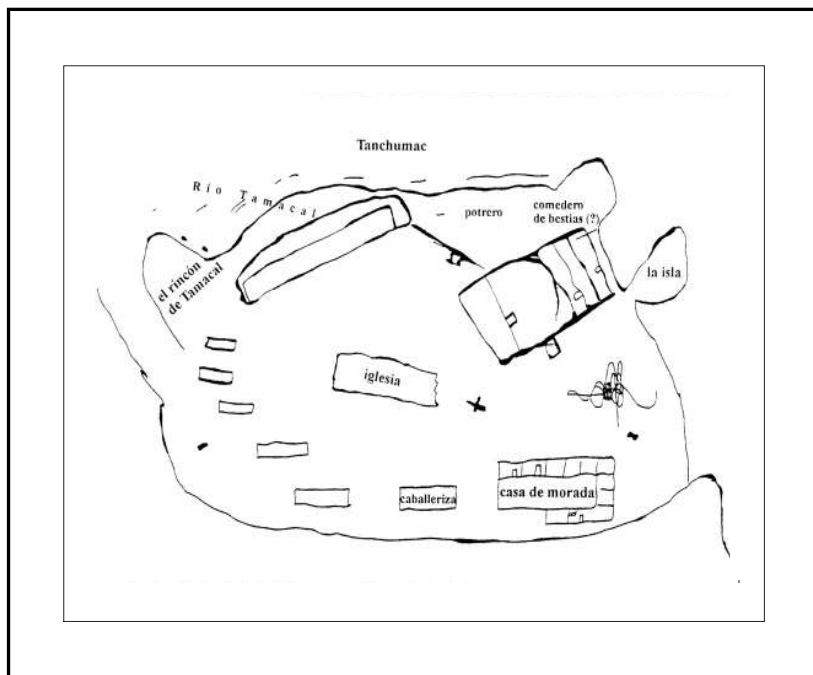 Tanchumac
Río Tamacal
potrero
comedero
de bestias (?)
el rincón
de Tamacal
la isla
iglesia
caballeriza
casa de morada